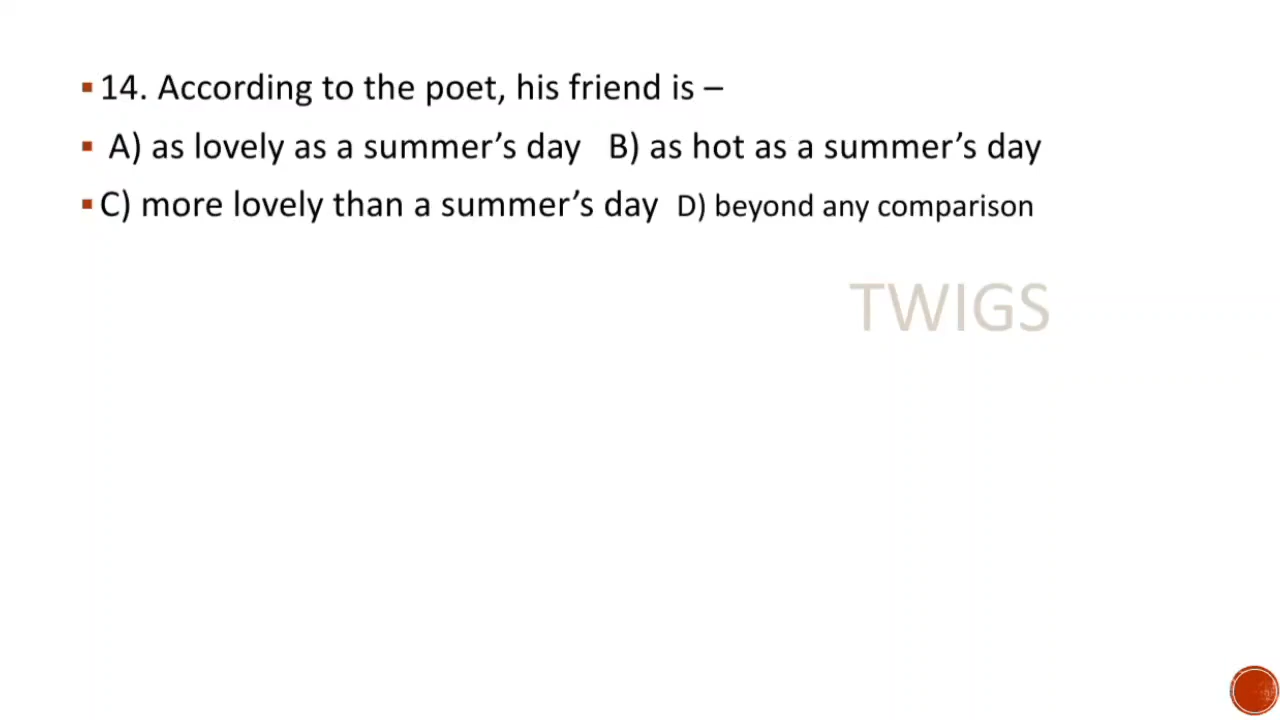 14. According to the poet, his friend is –
A) as lovely as a summer’s day B) as hot as a summer’s day
C) more lovely than a summer’s day D) beyond any comparison
TWIGS